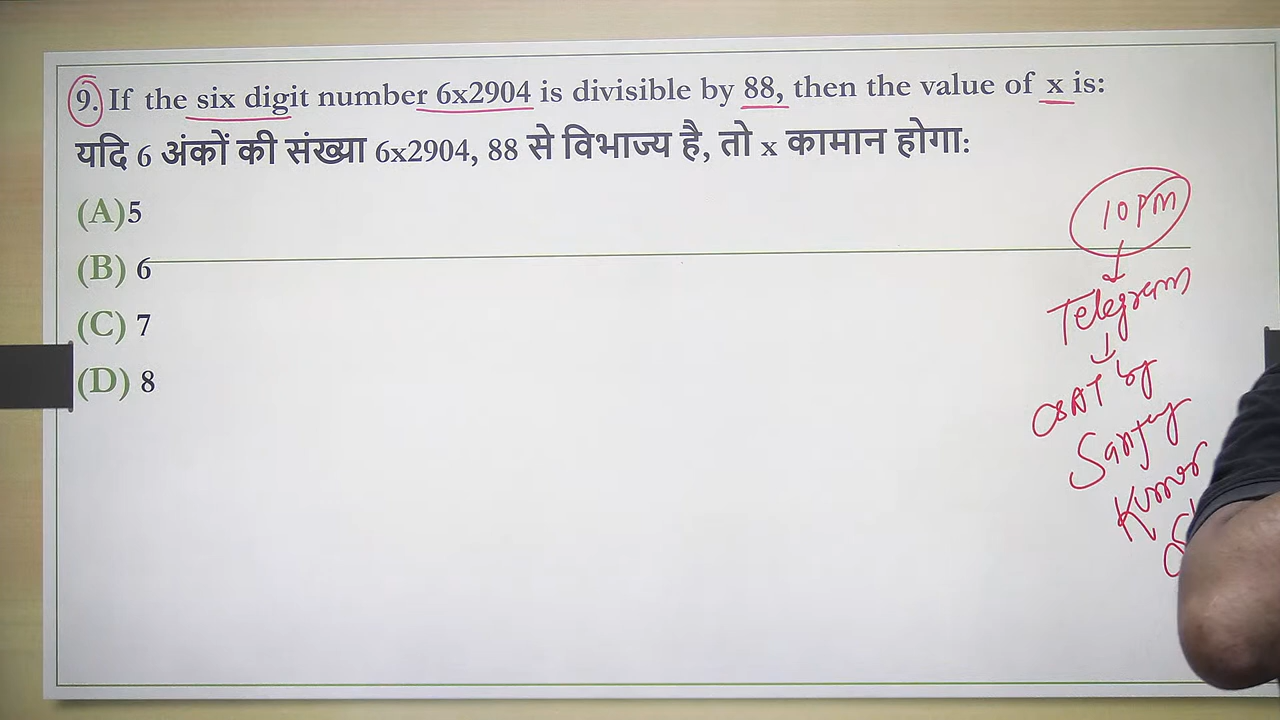 9. If the six digit number 6x2904 is divisible by 88, then the value of x is:
यदि 6 अंकों की संख्या 6x2904, 88 से विभाज्य है, तो x कामान होगा:
(A)5
(B) 6
(C) 7
(D) 8
10 PM
Telegram
CSAT by
Sanjay
Kumar